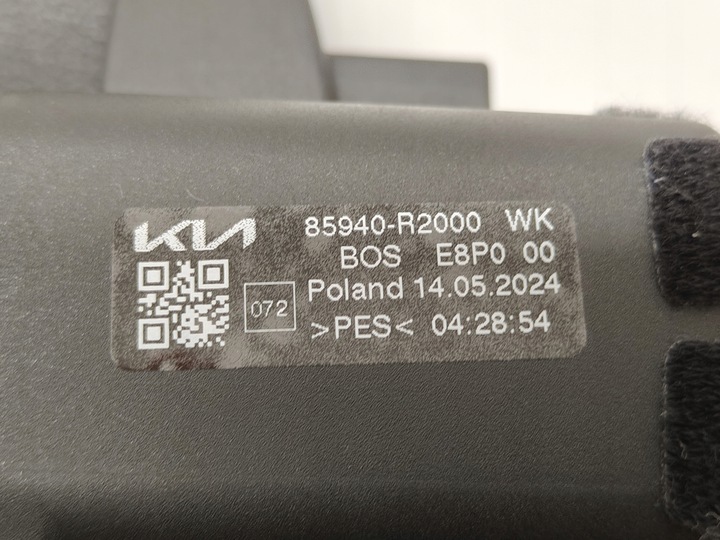 KIA 85940-R2000 WK
BOS E8P0 00
072 Poland 14.05.2024
>PES< 04:28:54